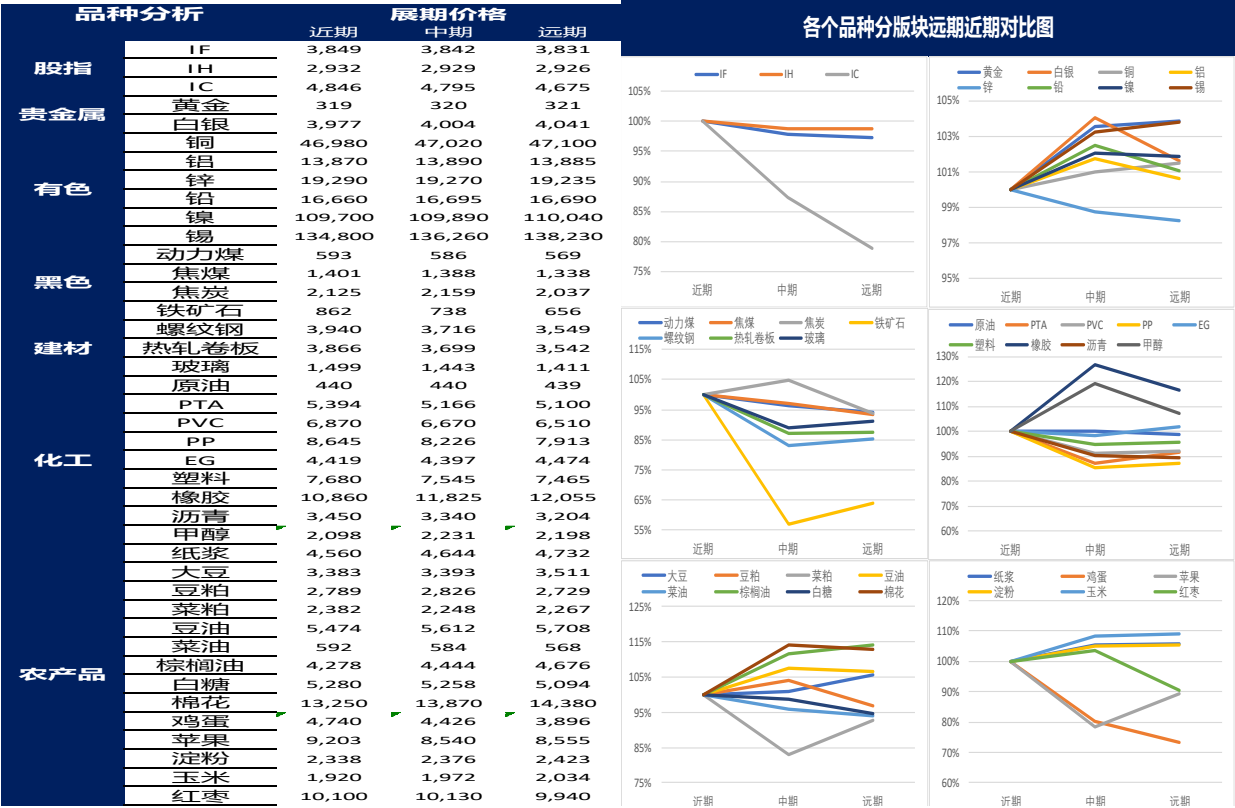 品种分析 展期价格
近期 中期 远期
股指
IF 3,849 3,842 3,831
IH 2,932 2,929 2,926
IC 4,846 4,795 4,675
贵金属
黄金 319 320 321
白银 3,977 4,004 4,041
有色
铜 46,980 47,020 47,100
铝 13,870 13,890 13,885
锌 19,290 19,270 19,235
铅 16,660 16,695 16,690
镍 109,700 109,890 110,040
锡 134,800 136,260 138,230
黑色
动力煤 593 586 569
焦煤 1,401 1,388 1,338
焦炭 2,125 2,159 2,037
铁矿石 862 738 656
建材
螺纹钢 3,940 3,716 3,549
热轧卷板 3,866 3,699 3,542
玻璃 1,499 1,443 1,411
化工
原油 440 440 439
PTA 5,394 5,166 5,100
PVC 6,870 6,670 6,510
PP 8,645 8,226 7,913
EG 4,419 4,397 4,474
塑料 7,680 7,545 7,465
橡胶 10,860 11,825 12,055
沥青 3,450 3,340 3,204
甲醇 2,098 2,231 2,198
农产品
纸浆 4,560 4,644 4,732
大豆 3,383 3,393 3,511
豆粕 2,789 2,826 2,729
菜粕 2,382 2,248 2,267
豆油 5,474 5,612 5,708
菜油 592 584 568
棕榈油 4,278 4,444 4,676
白糖 5,280 5,258 5,094
棉花 13,250 13,870 14,380
鸡蛋 4,740 4,426 3,896
苹果 9,203 8,540 8,555
淀粉 2,338 2,376 2,423
玉米 1,920 1,972 2,034
红枣 10,100 10,130 9,940
各个品种分版块远期近期对比图
IF IH IC
105%
100%
95%
90%
85%
80%
75%
近期 中期 远期
黄金 白银 铜 铝
锌 铅 镍 锡
105%
103%
101%
99%
97%
95%
近期 中期 远期
动力煤 焦煤 焦炭 铁矿石
螺纹钢 热轧卷板 玻璃
115%
105%
95%
85%
75%
65%
55%
近期 中期 远期
原油 PTA PVC PP EG
塑料 橡胶 沥青 甲醇
130%
120%
110%
100%
90%
80%
70%
60%
近期 中期 远期
大豆 豆粕 菜粕 豆油
菜油 棕榈油 白糖 棉花
125%
115%
105%
95%
85%
75%
近期 中期 远期
纸浆 鸡蛋 苹果
淀粉 玉米 红枣
120%
110%
100%
90%
80%
70%
60%
近期 中期 远期